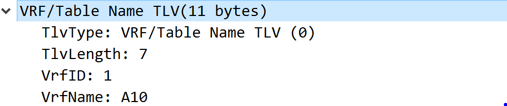 VRF/Table Name TLV(11 bytes)
TlvType: VRF/Table Name TLV (0)
TlvLength: 7
VrfID: 1
VrfName: A10